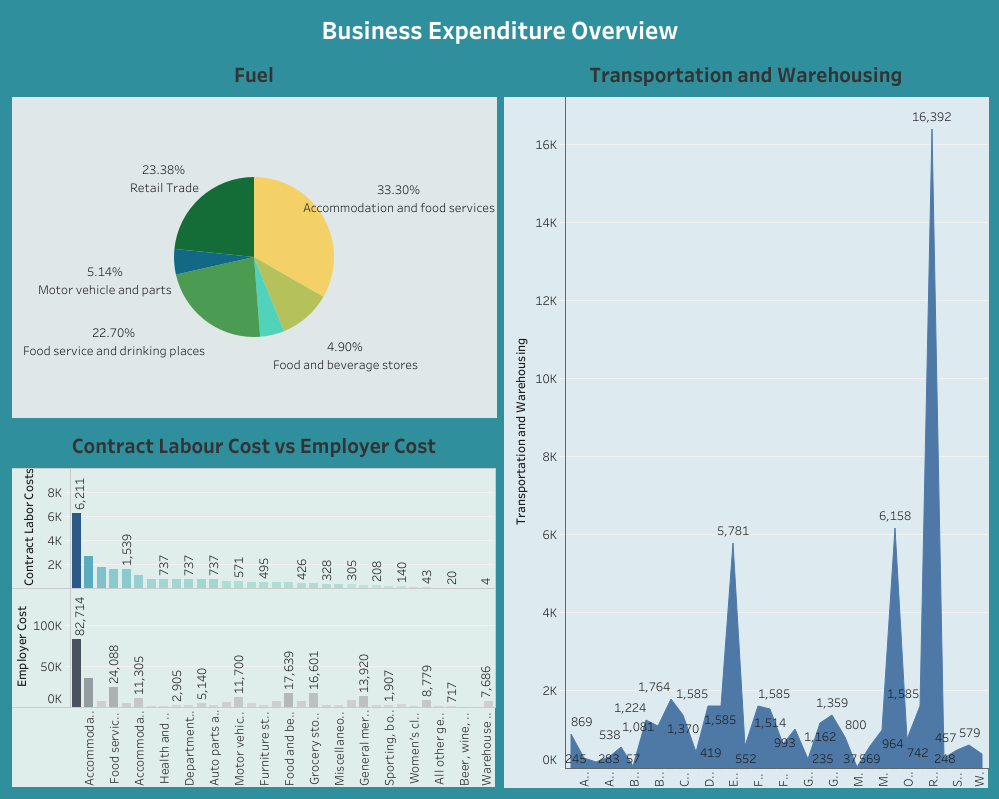 Business Expenditure Overview
Fuel
23.38%
Retail Trade
33.30%
Accommodation and food services
5.14%
Motor vehicle and parts
22.70%
Food service and drinking places
4.90%
Food and beverage stores
Contract Labour Cost vs Employer Cost
Contract Labor Costs
8K
6K
4K
2K
6,211
1,539
737
737
737
571
495
426
328
305
208
140
43
20
4
Employer Cost
100K
50K
0K
82,714
24,088
11,305
2,905
5,140
11,700
17,639
16,601
13,920
1,907
8,779
717
7,686
Accommoda..
Food servic..
Accommoda..
Health and ..
Department..
Auto parts a..
Motor vehic..
Furniture st..
Food and be..
Grocery sto..
Miscellaneo..
General mer..
Sporting, bo..
Women's cl..
All other ge..
Beer, wine, ..
Warehouse ..
Transportation and Warehousing
Transportation and Warehousing
16K
14K
12K
10K
8K
6K
4K
2K
0K
869
245
538
283
1,224
57
1,081
1,764
1,370
1,585
419
1,585
5,781
552
1,585
1,514
993
1,162
235
1,359
800
37
569
6,158
964
1,585
742
16,392
457
248
579
A..
A..
B..
B..
C..
D..
E..
F..
F..
G..
G..
M..
M..
O..
R..
S..
W..